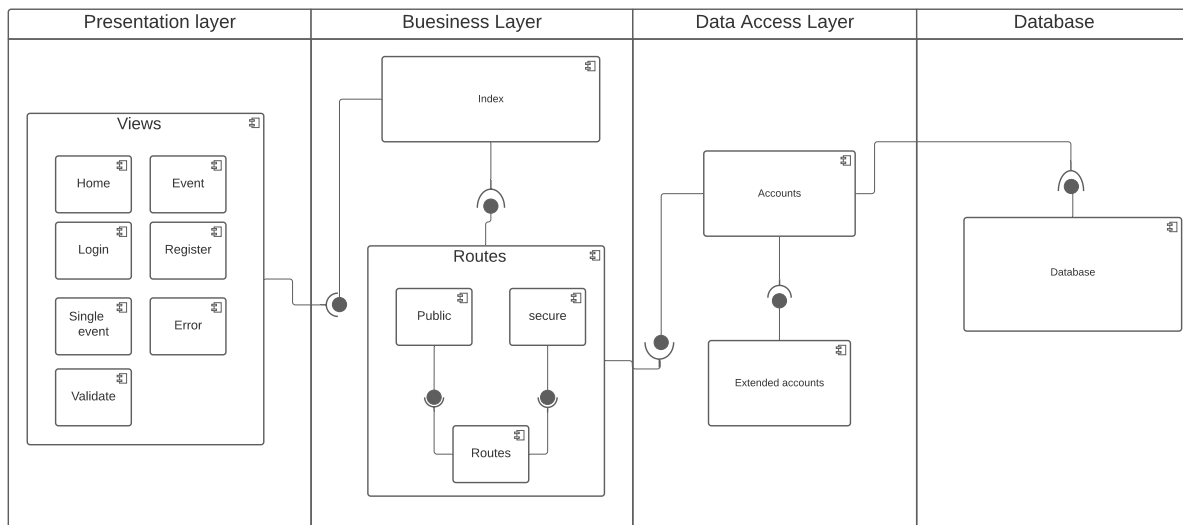 Presentation layer
Buesiness Layer
Data Access Layer
Database
Views
Home
Event
Login
Register
Single
event
Error
Validate
Index
Routes
Public
secure
Routes
Accounts
Extended accounts
Database